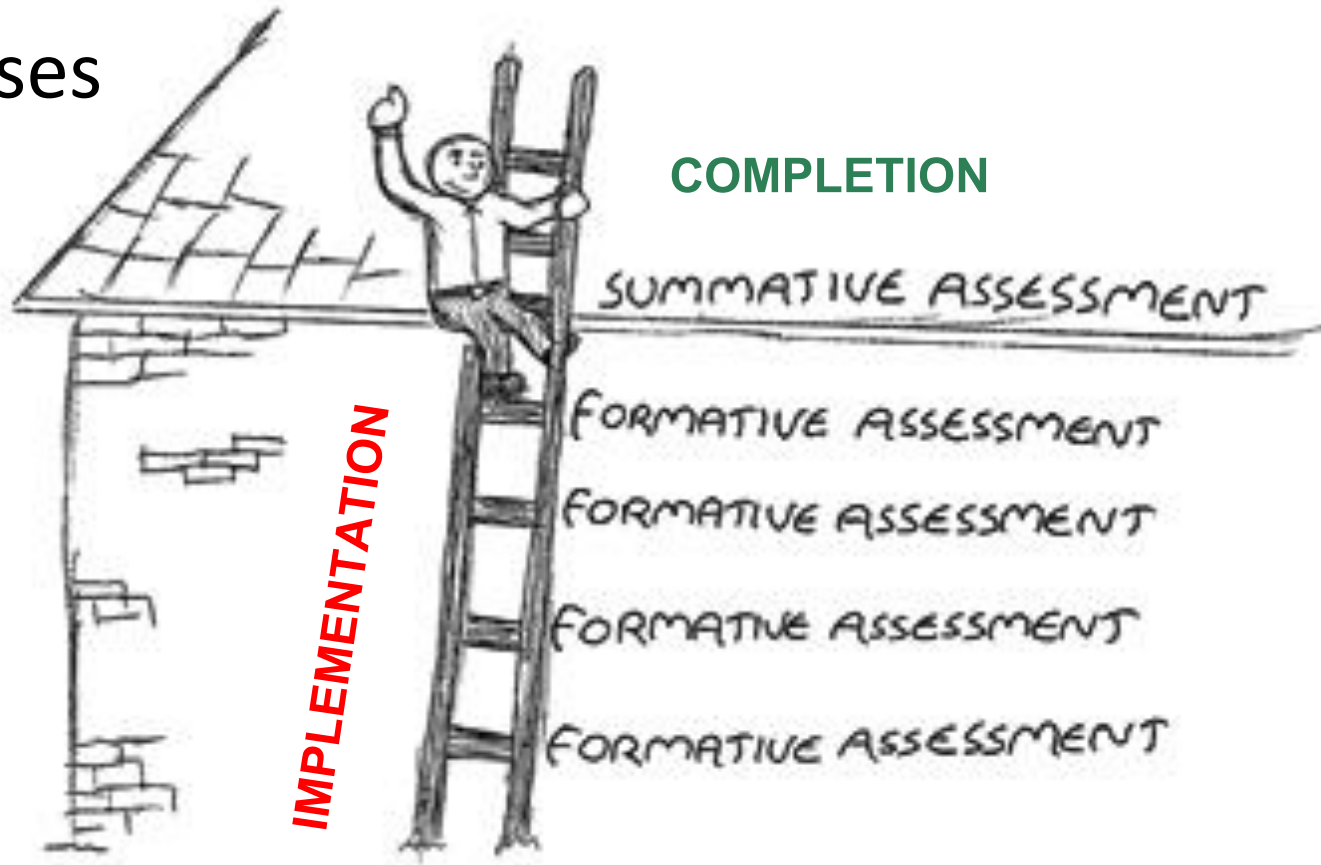 ses
COMPLETION
SUMMATIVE ASSESSMENT
FORMATIVE ASSESSMENT
FORMATIVE ASSESSMENT
FORMATIVE ASSESSMENT
FORMATIVE ASSESSMENT
IMPLEMENTATION